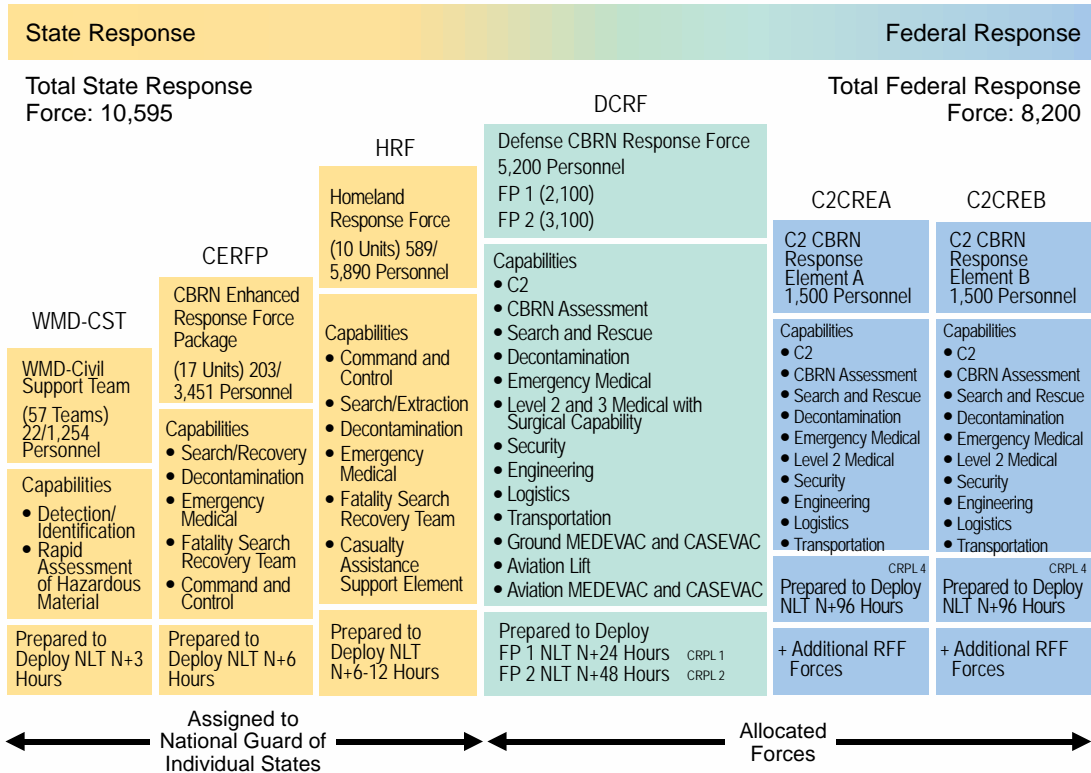 State Response
Federal Response
Total State Response
Force: 10,595
Total Federal Response
Force: 8,200
WMD-CST
WMD-Civil
Support Team
(57 Teams)
22/1,254
Personnel
Capabilities
• Detection/
Identification
• Rapid
Assessment
of Hazardous
Material
Prepared to
Deploy NLT N+3
Hours
CERFP
CBRN Enhanced
Response Force
Package
(17 Units) 203/
3,451 Personnel
Capabilities
• Search/Recovery
• Decontamination
• Emergency
Medical
• Fatality Search
Recovery Team
• Command and
Control
Prepared to
Deploy NLT N+6
Hours
HRF
Homeland
Response Force
(10 Units) 589/
5,890 Personnel
Capabilities
• Command and
Control
• Search/Extraction
• Decontamination
• Emergency
Medical
• Fatality Search
Recovery Team
• Casualty
Assistance
Support Element
Prepared to
Deploy NLT
N+6-12 Hours
DCRF
Defense CBRN Response Force
5,200 Personnel
FP 1 (2,100)
FP 2 (3,100)
Capabilities
• C2
• CBRN Assessment
• Search and Rescue
• Decontamination
• Emergency Medical
• Level 2 and 3 Medical with
Surgical Capability
• Security
• Engineering
• Logistics
• Transportation
• Ground MEDEVAC and CASEVAC
• Aviation Lift
• Aviation MEDEVAC and CASEVAC
Prepared to Deploy
FP 1 NLT N+24 Hours CRPL 1
FP 2 NLT N+48 Hours CRPL 2
C2CREA
C2 CBRN
Response
Element A
1,500 Personnel
Capabilities
• C2
• CBRN Assessment
• Search and Rescue
• Decontamination
• Emergency Medical
• Level 2 Medical
• Security
• Engineering
• Logistics
• Transportation
CRPL 4
Prepared to Deploy
NLT N+96 Hours
+ Additional RFF
Forces
C2CREB
C2 CBRN
Response
Element B
1,500 Personnel
Capabilities
• C2
• CBRN Assessment
• Search and Rescue
• Decontamination
• Emergency Medical
• Level 2 Medical
• Security
• Engineering
• Logistics
• Transportation
CRPL 4
Prepared to Deploy
NLT N+96 Hours
+ Additional RFF
Forces
Assigned to
National Guard of
Individual States
Allocated
Forces